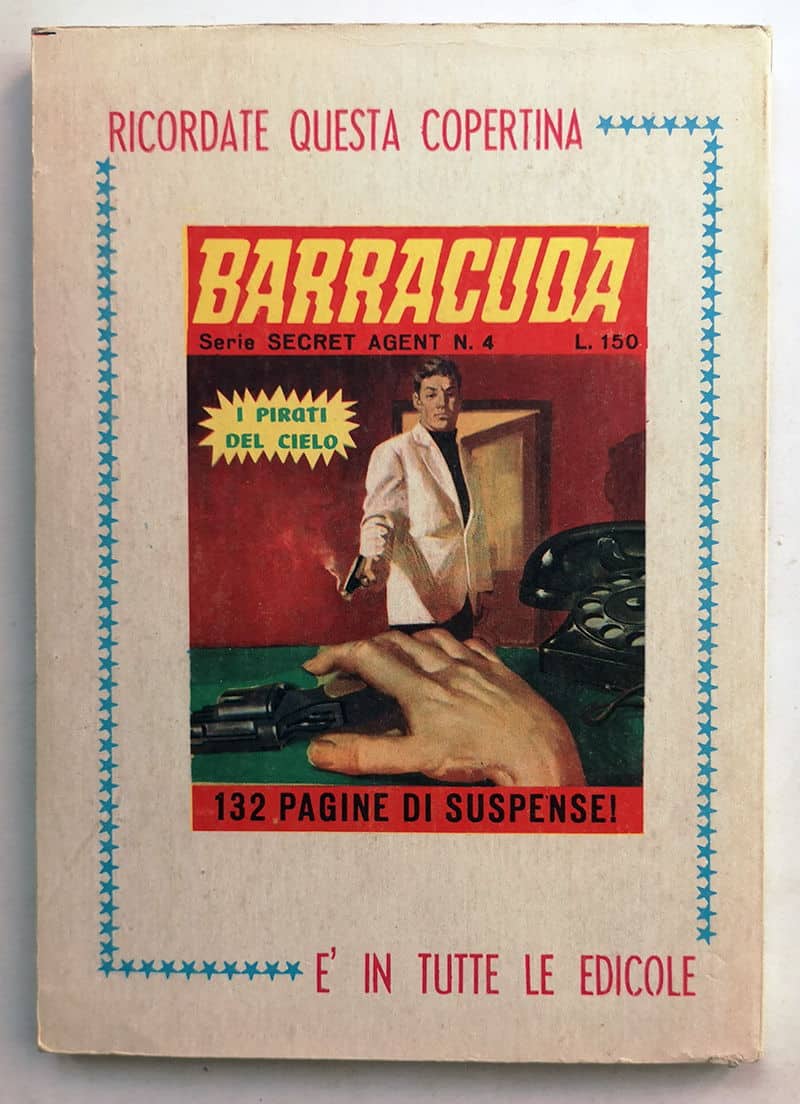 RICORDATE QUESTA COPERTINA
BARRACUDA
Serie SECRET AGENT N. 4 L. 150
I PIRATI
DEL CIELO
132 PAGINE DI SUSPENSE!
E' IN TUTTE LE EDICOLE